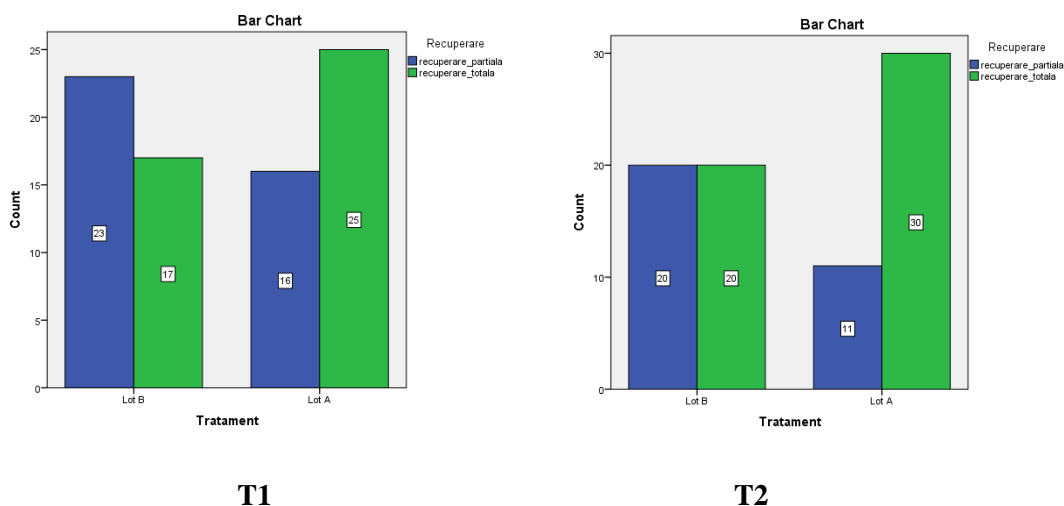 Bar Chart
Recuperare
recuperare_partiala
recuperare_totala
25
20
15
10
5
0
Count
23
17
16
25
Lot B
Lot A
Tratament
T1
Bar Chart
Recuperare
recuperare_partiala
recuperare_totala
30
20
10
0
Count
20
20
11
30
Lot B
Lot A
Tratament
T2